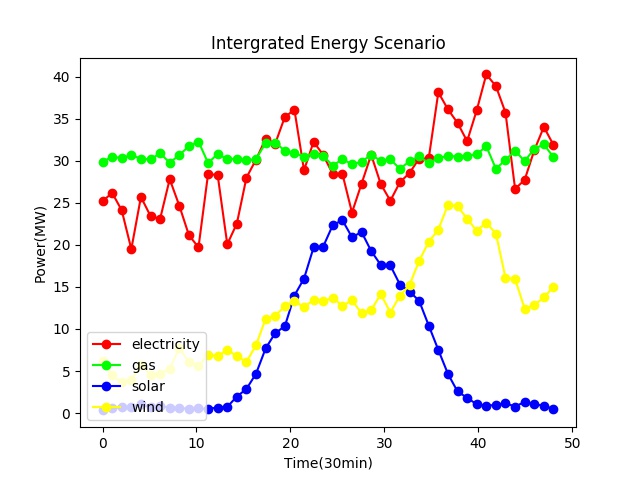 Intergrated Energy Scenario
Power(MW)
40
35
30
25
20
15
10
5
0
electricity
gas
solar
wind
0 10 20 30 40 50
Time(30min)